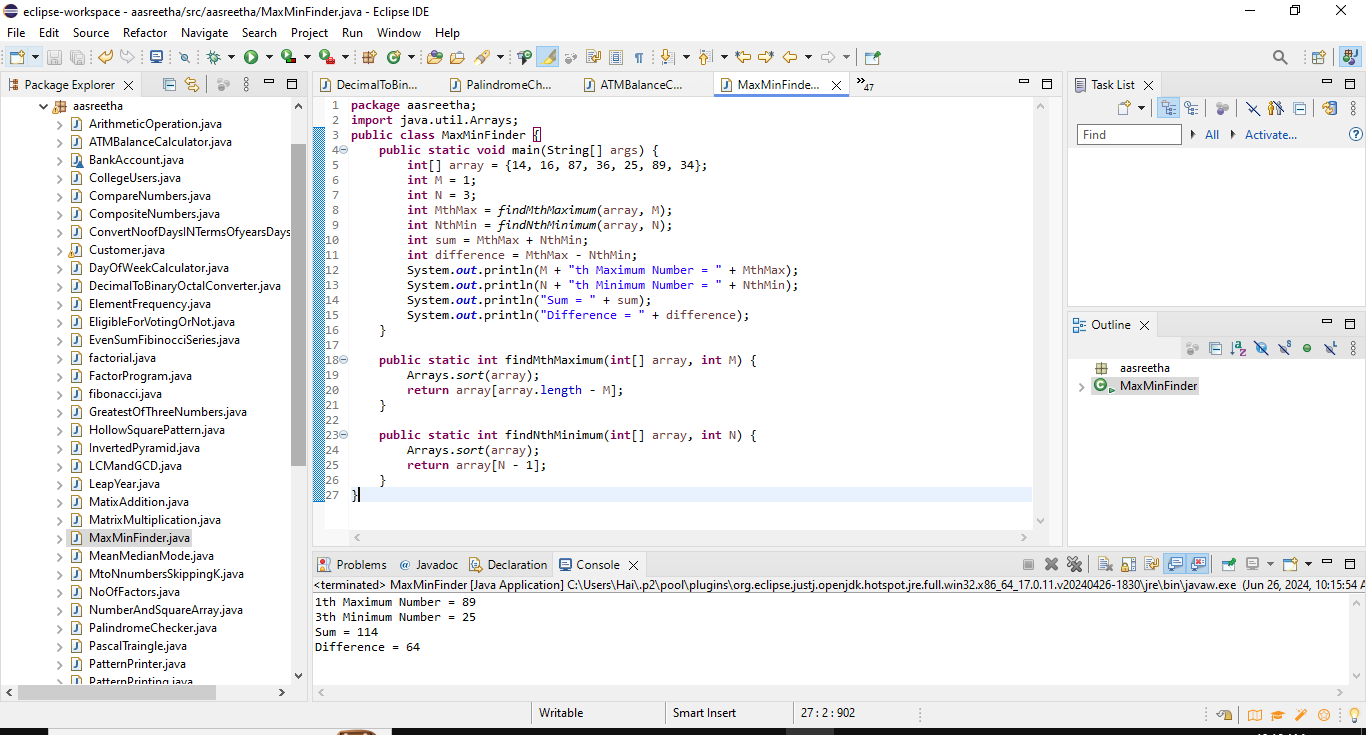 eclipse-workspace - aasreetha/src/aasreetha/MaxMinFinder.java - Eclipse IDE
File Edit Source Refactor Navigate Search Project Run Window Help
Package Explorer
aasreetha
ArithmeticOperation.java
ATMBalanceCalculator.java
BankAccount.java
CollegeUsers.java
CompareNumbers.java
CompositeNumbers.java
ConvertNoofDaysINTermsOfyearsDays
Customer.java
DayOfWeekCalculator.java
DecimalToBinaryOctalConverter.java
ElementFrequency.java
EligibleForVotingOrNot.java
EvenSumFibinocciSeries.java
factorial.java
FactorProgram.java
fibonacci.java
GreatestOfThreeNumbers.java
HollowSquarePattern.java
InvertedPyramid.java
LCMandGCD.java
LeapYear.java
MatixAddition.java
MatrixMultiplication.java
MaxMinFinder.java
MeanMedianMode.java
MtoNnumbersSkippingK.java
NoOfFactors.java
NumberAndSquareArray.java
PalindromeChecker.java
PascalTraingle.java
PatternPrinter.java
PatternPrinting.java
DecimalToBin... PalindromeCh... ATMBalanceC... MaxMinFinde... 47
1 package aasreetha;
2 import java.util.Arrays;
3 public class MaxMinFinder {
4 public static void main(String[] args) {
5 int[] array = {14, 16, 87, 36, 25, 89, 34};
6 int M = 1;
7 int N = 3;
8 int MthMax = findMthMaximum(array, M);
9 int NthMin = findNthMinimum(array, N);
10 int sum = MthMax + NthMin;
11 int difference = MthMax - NthMin;
12 System.out.println(M + "th Maximum Number = " + MthMax);
13 System.out.println(N + "th Minimum Number = " + NthMin);
14 System.out.println("Sum = " + sum);
15 System.out.println("Difference = " + difference);
16 }
17
18 public static int findMthMaximum(int[] array, int M) {
19 Arrays.sort(array);
20 return array[array.length - M];
21 }
22
23 public static int findNthMinimum(int[] array, int N) {
24 Arrays.sort(array);
25 return array[N - 1];
26 }
27 }
Task List
Find All Activate...
Outline
aasreetha
MaxMinFinder
Problems @ Javadoc Declaration Console
<terminated> MaxMinFinder [Java Application] C:\Users\Hai\.p2\pool\plugins\org.eclipse.justj.openjdk.hotspot.jre.full.win32.x86_64_17.0.11.v20240426-1830\jre\bin\javaw.exe (Jun 26, 2024, 10:15:54 A
1th Maximum Number = 89
3th Minimum Number = 25
Sum = 114
Difference = 64
Writable Smart Insert 27 : 2 : 902